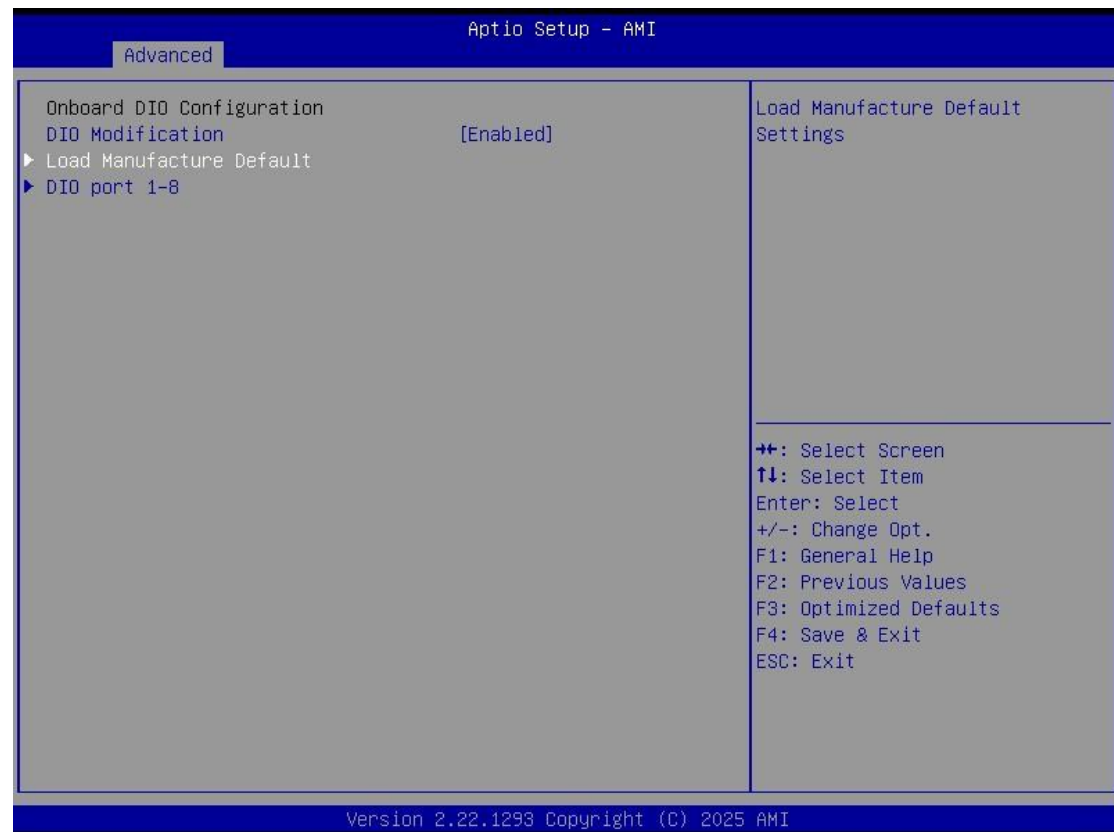 Aptio Setup – AMI
Advanced
Onboard DIO Configuration
DIO Modification [Enabled]
▶ Load Manufacture Default
▶ DIO port 1-8
Load Manufacture Default
Settings
→←: Select Screen
↑↓: Select Item
Enter: Select
+/-: Change Opt.
F1: General Help
F2: Previous Values
F3: Optimized Defaults
F4: Save & Exit
ESC: Exit
Version 2.22.1293 Copyright (C) 2025 AMI